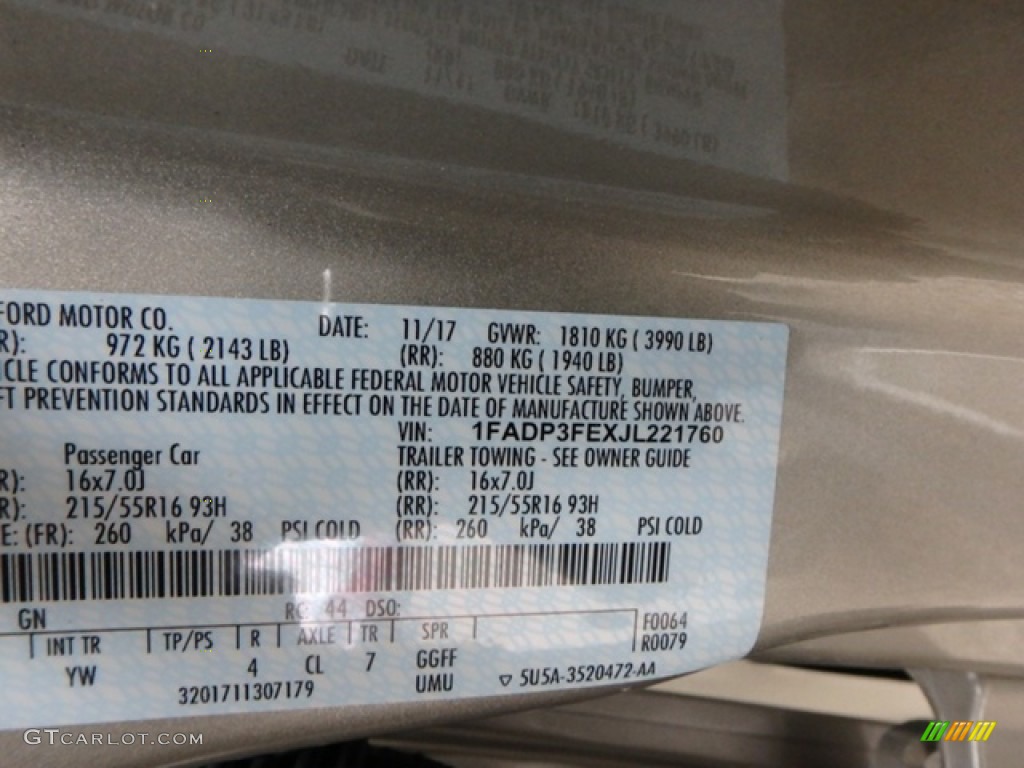 FORD MOTOR CO. DATE: 11/17 GVWR: 1810 KG ( 3990 LB)
R): 972 KG ( 2143 LB) (RR): 880 KG ( 1940 LB)
ICLE CONFORMS TO ALL APPLICABLE FEDERAL MOTOR VEHICLE SAFETY, BUMPER,
FT PREVENTION STANDARDS IN EFFECT ON THE DATE OF MANUFACTURE SHOWN ABOVE.
VIN: 1FADP3FEXJL221760
Passenger Car TRAILER TOWING - SEE OWNER GUIDE
R): 16x7.0J (RR): 16x7.0J
R): 215/55R16 93H (RR): 215/55R16 93H
E: (FR): 260 kPa/ 38 PSI COLD (RR): 260 kPa/ 38 PSI COLD
GN RC: 44 DSO:
F0064
INT TR TP/PS R AXLE TR SPR R0079
YW 4 CL 7 GGFF
3201711307179 UMU ▽ 5U5A-3520472-AA
GTCARLOT.COM